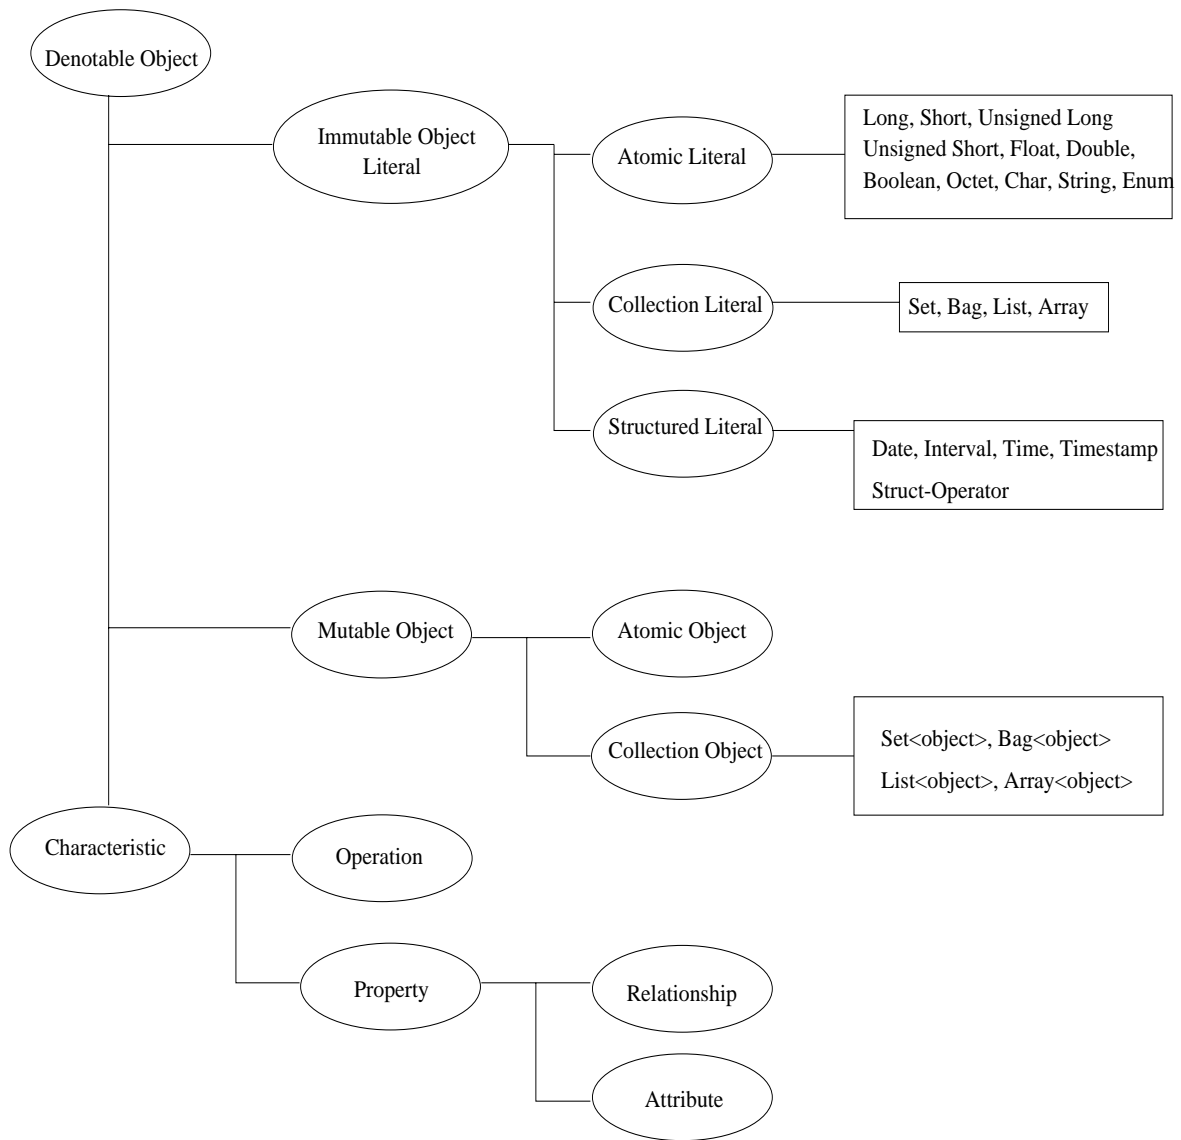 Denotable Object
Immutable Object
Literal
Atomic Literal
Long, Short, Unsigned Long
Unsigned Short, Float, Double,
Boolean, Octet, Char, String, Enum
Collection Literal
Set, Bag, List, Array
Structured Literal
Date, Interval, Time, Timestamp
Struct-Operator
Mutable Object
Atomic Object
Collection Object
Set<object>, Bag<object>
List<object>, Array<object>
Characteristic
Operation
Property
Relationship
Attribute